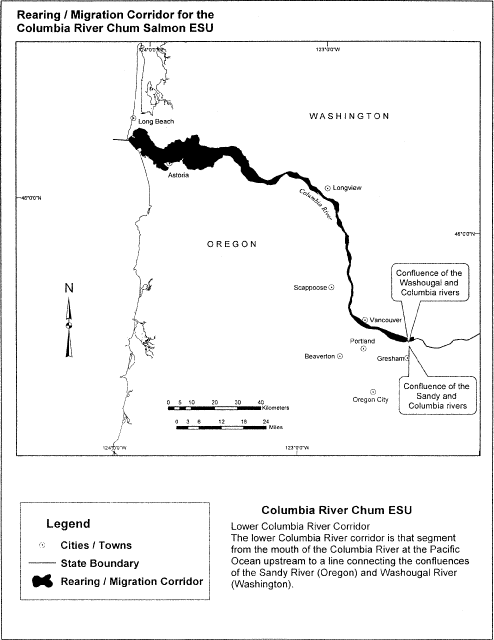 Rearing / Migration Corridor for the
Columbia River Chum Salmon ESU
124°0'0"W
123°0'W
Long Beach
WASHINGTON
Astoria
Longview
Columbia River
46°0'0"N
46°0'0"N
OREGON
Confluence of the
Washougal and
Columbia rivers
Scappoose
N
Vancouver
Portland
Beaverton
Gresham
Confluence of the
Sandy and
Columbia rivers
Oregon City
0 5 10 20 30 40
Kilometers
0 3 6 12 18 24
Miles
124°0'W
123°0'W
Legend
Cities / Towns
State Boundary
Rearing / Migration Corridor
Columbia River Chum ESU
Lower Columbia River Corridor
The lower Columbia River corridor is that segment
from the mouth of the Columbia River at the Pacific
Ocean upstream to a line connecting the confluences
of the Sandy River (Oregon) and Washougal River
(Washington).